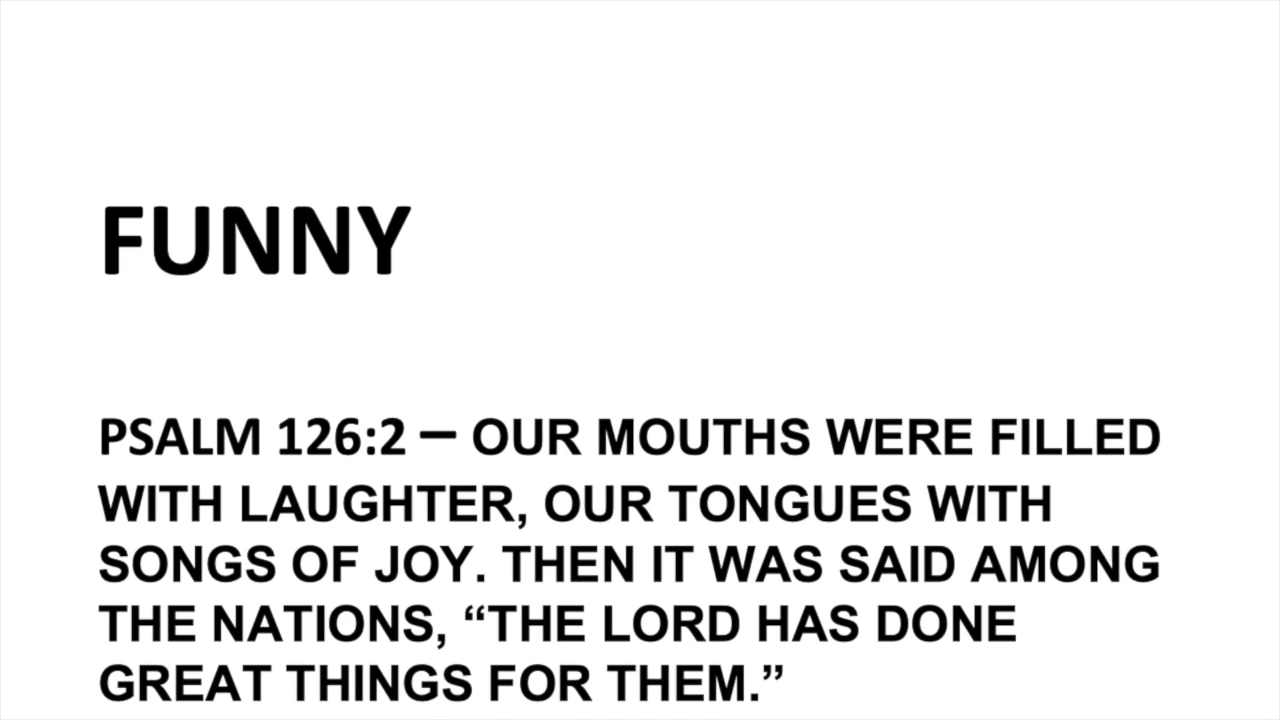 FUNNY
PSALM 126:2 – OUR MOUTHS WERE FILLED
WITH LAUGHTER, OUR TONGUES WITH
SONGS OF JOY. THEN IT WAS SAID AMONG
THE NATIONS, “THE LORD HAS DONE
GREAT THINGS FOR THEM.”